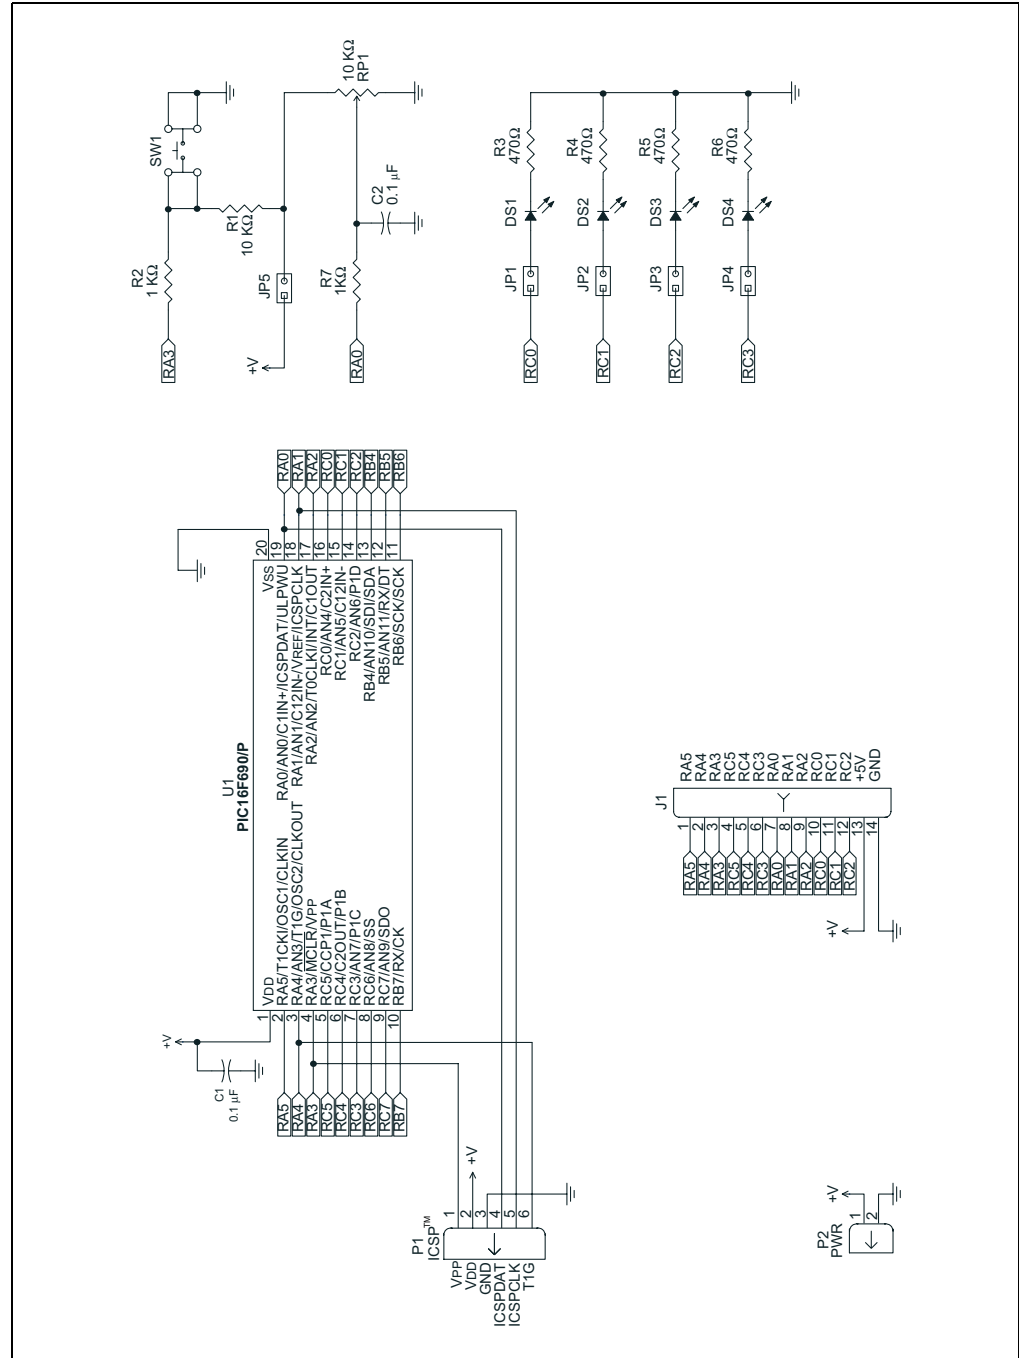 SW1
R1
10 KΩ
R2
1 KΩ
RA3
JP5
+V
10 KΩ
RP1
C2
0.1 µF
R7
1KΩ
RA0
R3
470Ω
R4
470Ω
R5
470Ω
R6
470Ω
DS1
DS2
DS3
DS4
JP1
JP2
JP3
JP4
RC0
RC1
RC2
RC3
RA0
RA1
RA2
RC0
RC1
RC2
RB4
RB5
RB6
20
19
18
17
16
15
14
13
12
11
VSS
RA0/AN0/C1IN+/ICSPDAT/ULPWU
RA1/AN1/C12IN-/VREF/ICSPCLK
RA2/AN2/T0CLKI/INT/C1OUT
RC0/AN4/C2IN+
RC1/AN5/C12IN-
RC2/AN6/P1D
RB4/AN10/SDI/SDA
RB5/AN11/RX/DT
RB6/SCK/SCK
U1
PIC16F690/P
VDD
RA5/T1CKI/OSC1/CLKIN
RA4/AN3/T1G/OSC2/CLKOUT
RA3/MCLR/VPP
RC5/CCP1/P1A
RC4/C2OUT/P1B
RC3/AN7/P1C
RC6/AN8/SS
RC7/AN9/SDO
RB7/RX/CK
1
2
3
4
5
6
7
8
9
10
+V
C1
0.1 µF
RA5
RA4
RA3
RC5
RC4
RC3
RC6
RC7
RB7
P1
ICSP™
1
2
3
4
5
6
+V
VPP
VDD
GND
ICSPDAT
ICSPCLK
T1G
J1
RA5
RA4
RA3
RC5
RC4
RC3
RA0
RA1
RA2
RC0
RC1
RC2
+5V
GND
1
2
3
4
5
6
7
8
9
10
11
12
13
14
RA5
RA4
RA3
RC5
RC4
RC3
RA0
RA1
RA2
RC0
RC1
RC2
+V
P2
PWR
1
2
+V